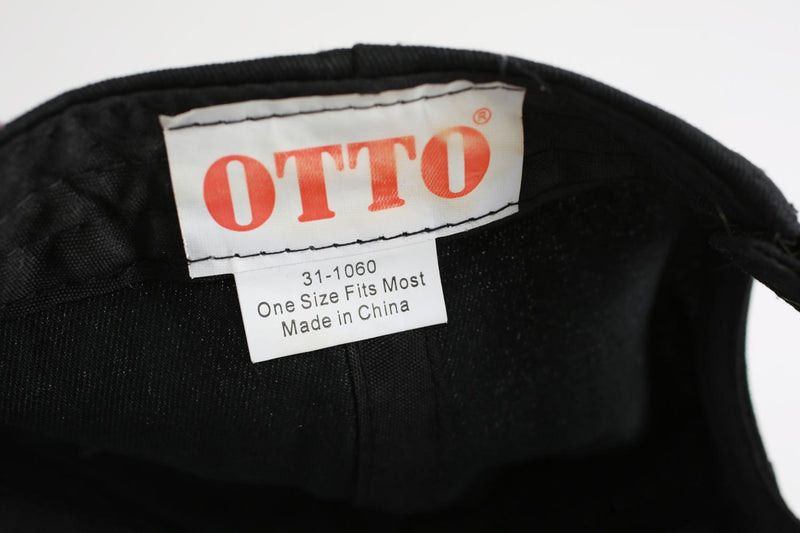 OTTO®
31-1060
One Size Fits Most
Made in China